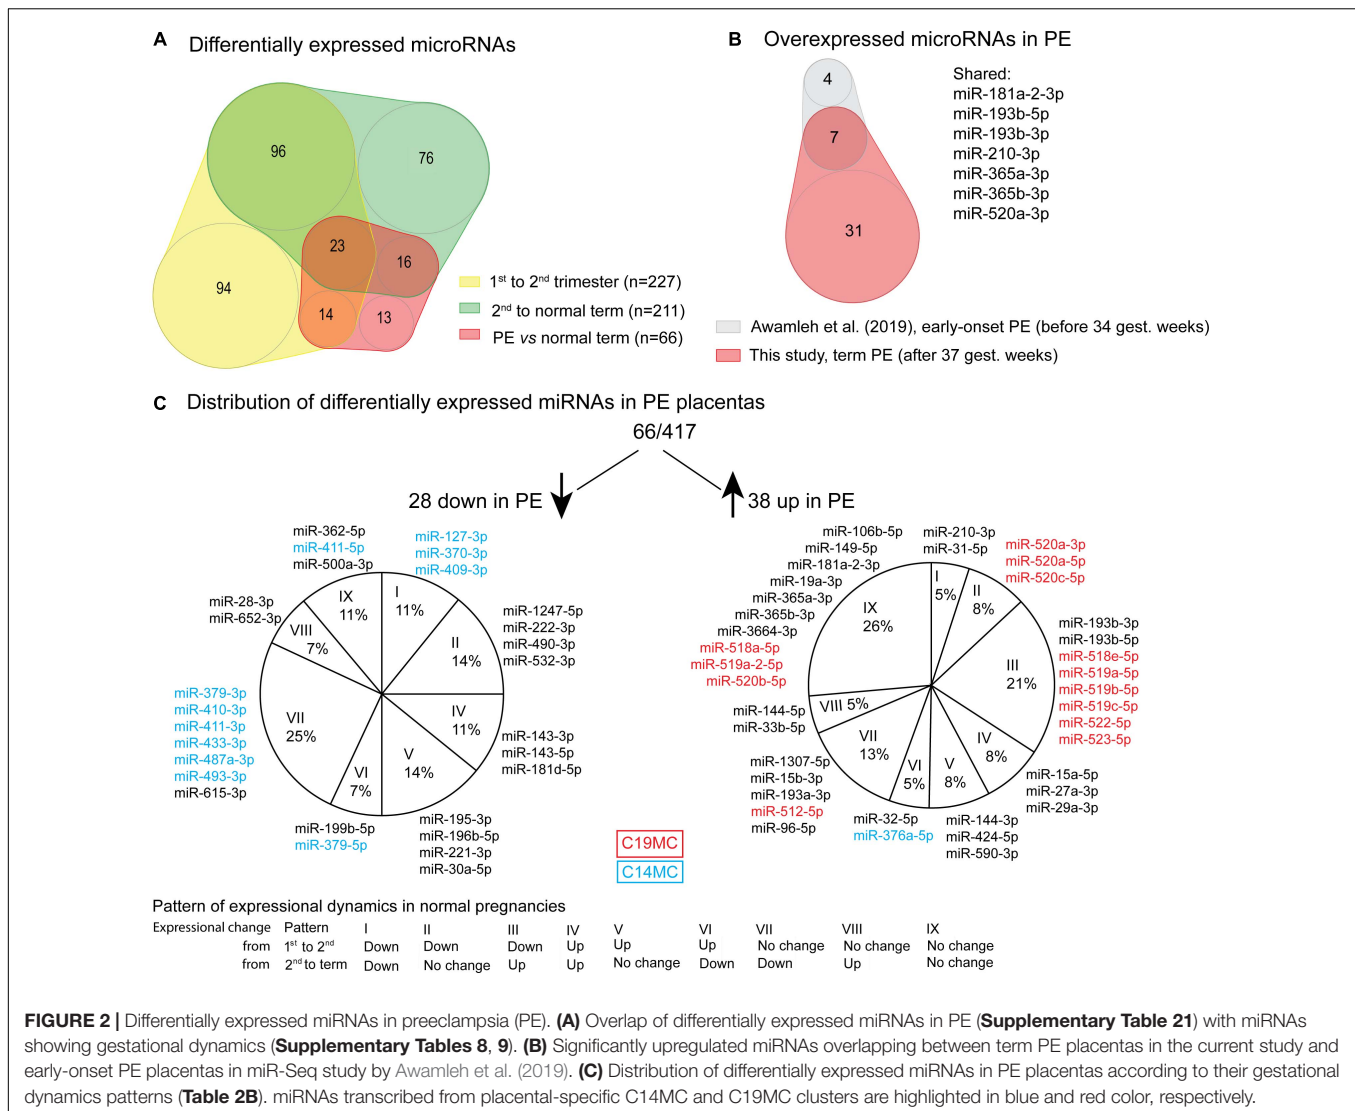 A Differentially expressed microRNAs
96
76
23
16
94
14
13
1st to 2nd trimester (n=227)
2nd to normal term (n=211)
PE vs normal term (n=66)
B Overexpressed microRNAs in PE
4
7
31
Shared:
miR-181a-2-3p
miR-193b-5p
miR-193b-3p
miR-210-3p
miR-365a-3p
miR-365b-3p
miR-520a-3p
Awamleh et al. (2019), early-onset PE (before 34 gest. weeks)
This study, term PE (after 37 gest. weeks)
C Distribution of differentially expressed miRNAs in PE placentas
66/417
28 down in PE
38 up in PE
miR-362-5p
miR-411-5p
miR-500a-3p
miR-127-3p
miR-370-3p
miR-409-3p
miR-28-3p
miR-652-3p
miR-1247-5p
miR-222-3p
miR-490-3p
miR-532-3p
miR-379-3p
miR-410-3p
miR-411-3p
miR-433-3p
miR-487a-3p
miR-493-3p
miR-615-3p
miR-143-3p
miR-143-5p
miR-181d-5p
miR-199b-5p
miR-379-5p
miR-195-3p
miR-196b-5p
miR-221-3p
miR-30a-5p
I
11%
II
14%
IV
11%
V
14%
VI
7%
VII
25%
VIII
7%
IX
11%
miR-106b-5p
miR-149-5p
miR-181a-2-3p
miR-19a-3p
miR-365a-3p
miR-365b-3p
miR-3664-3p
miR-518a-5p
miR-519a-2-5p
miR-520b-5p
miR-210-3p
miR-31-5p
miR-520a-3p
miR-520a-5p
miR-520c-5p
miR-193b-3p
miR-193b-5p
miR-518e-5p
miR-519a-5p
miR-519b-5p
miR-519c-5p
miR-522-5p
miR-523-5p
miR-144-5p
miR-33b-5p
miR-1307-5p
miR-15b-3p
miR-193a-3p
miR-512-5p
miR-96-5p
miR-32-5p
miR-376a-5p
miR-144-3p
miR-424-5p
miR-590-3p
miR-15a-5p
miR-27a-3p
miR-29a-3p
I
5%
II
8%
III
21%
IV
8%
V
8%
VI
5%
VII
13%
VIII 5%
IX
26%
C19MC
C14MC
Pattern of expressional dynamics in normal pregnancies
Expressional change Pattern I II III IV V VI VII VIII IX
from 1st to 2nd Down Down Down Up Up Up No change No change No change
from 2nd to term Down No change Up Up No change Down Down Up No change
FIGURE 2 | Differentially expressed miRNAs in preeclampsia (PE). (A) Overlap of differentially expressed miRNAs in PE (Supplementary Table 21) with miRNAs
showing gestational dynamics (Supplementary Tables 8, 9). (B) Significantly upregulated miRNAs overlapping between term PE placentas in the current study and
early-onset PE placentas in miR-Seq study by Awamleh et al. (2019). (C) Distribution of differentially expressed miRNAs in PE placentas according to their gestational
dynamics patterns (Table 2B). miRNAs transcribed from placental-specific C14MC and C19MC clusters are highlighted in blue and red color, respectively.